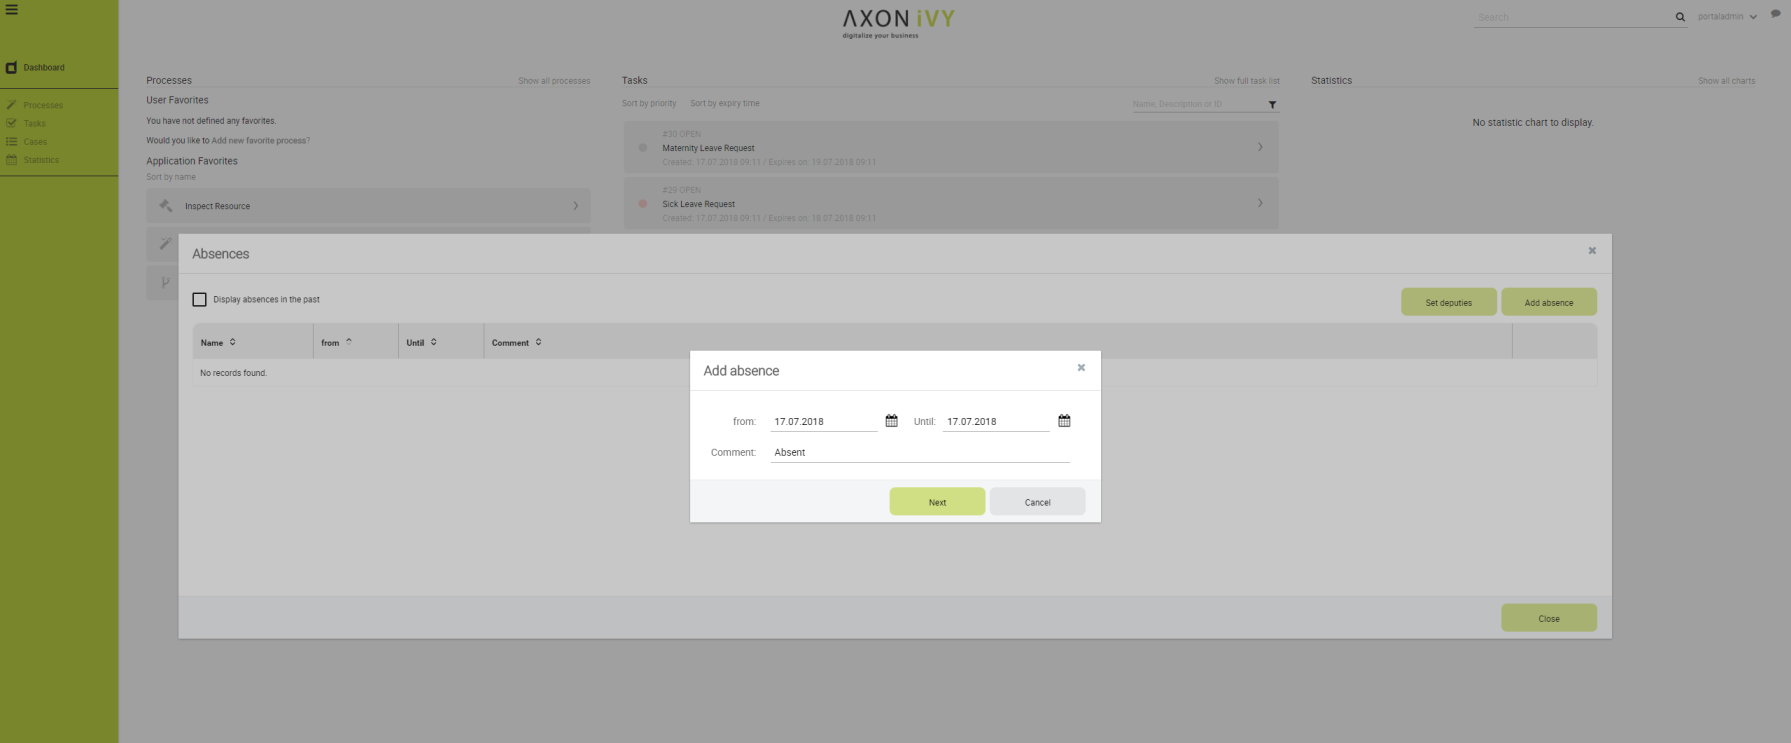 AXON iVY
digitalize your business
Search
portaladmin
Dashboard
Processes
Tasks
Cases
Statistics
Processes
Show all processes
User Favorites
You have not defined any favorites.
Would you like to Add new favorite process?
Application Favorites
Sort by name
Inspect Resource
Tasks
Show full task list
Sort by priority Sort by expiry time
Name, Description or ID
#30 OPEN
Maternity Leave Request
Created: 17.07.2018 09:11 / Expires on: 19.07.2018 09:11
#29 OPEN
Sick Leave Request
Created: 17.07.2018 09:11 / Expires on: 18.07.2018 09:11
Statistics
Show all charts
No statistic chart to display.
Absences
Display absences in the past
Set deputies
Add absence
Name from Until Comment
No records found.
Add absence
from: 17.07.2018 Until: 17.07.2018
Comment: Absent
Next Cancel
Close